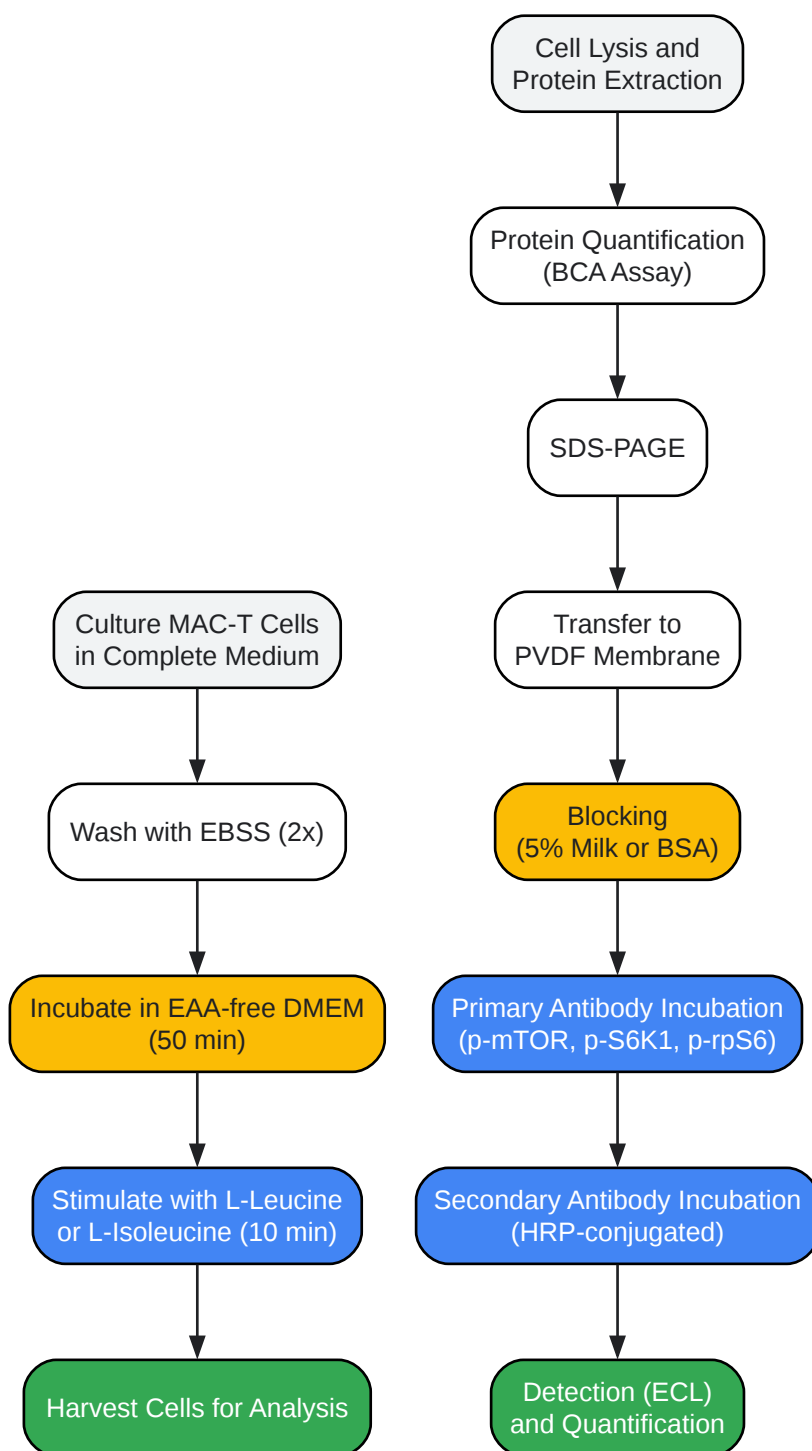 Cell Lysis and
Protein Extraction
Protein Quantification
(BCA Assay)
SDS-PAGE
Transfer to
PVDF Membrane
Blocking
(5% Milk or BSA)
Primary Antibody Incubation
(p-mTOR, p-S6K1, p-rpS6)
Secondary Antibody Incubation
(HRP-conjugated)
Detection (ECL)
and Quantification
Culture MAC-T Cells
in Complete Medium
Wash with EBSS (2x)
Incubate in EAA-free DMEM
(50 min)
Stimulate with L-Leucine
or L-Isoleucine (10 min)
Harvest Cells for Analysis